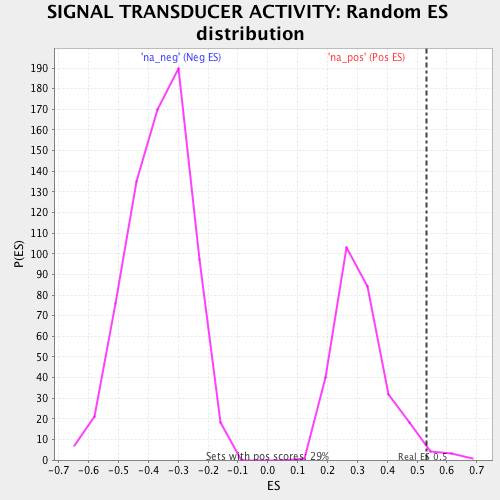 SIGNAL TRANSDUCER ACTIVITY: Random ES
distribution
'na_neg' (Neg ES) 'na_pos' (Pos ES)
190
180
170
160
150
140
130
120
110
100
90
80
70
60
50
40
30
20
10
0
P(ES)
Sets with pos scores: 29%
Real ES 0.5
-0.7 -0.6 -0.5 -0.4 -0.3 -0.2 -0.1 0.0 0.1 0.2 0.3 0.4 0.5 0.6 0.7
ES